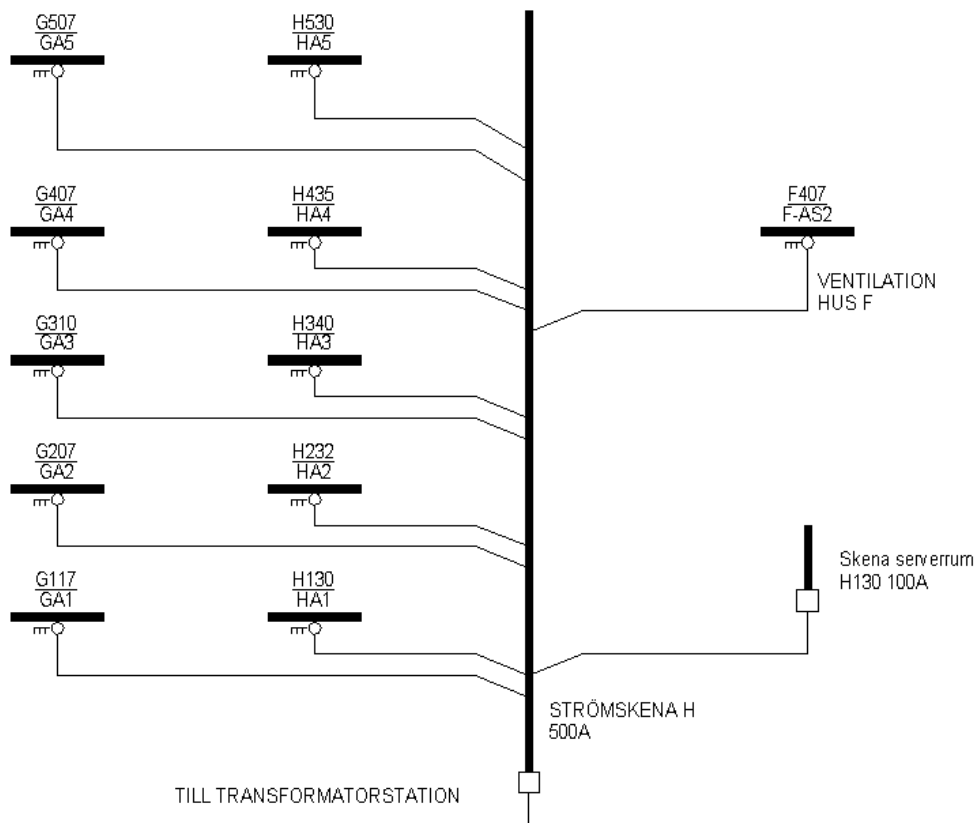 G507
GA5
H530
HA5
G407
GA4
H435
HA4
F407
F-AS2
VENTILATION
HUS F
G310
GA3
H340
HA3
G207
GA2
H232
HA2
Skena serverrum
H130 100A
G117
GA1
H130
HA1
STRÖMSKENA H
500A
TILL TRANSFORMATORSTATION